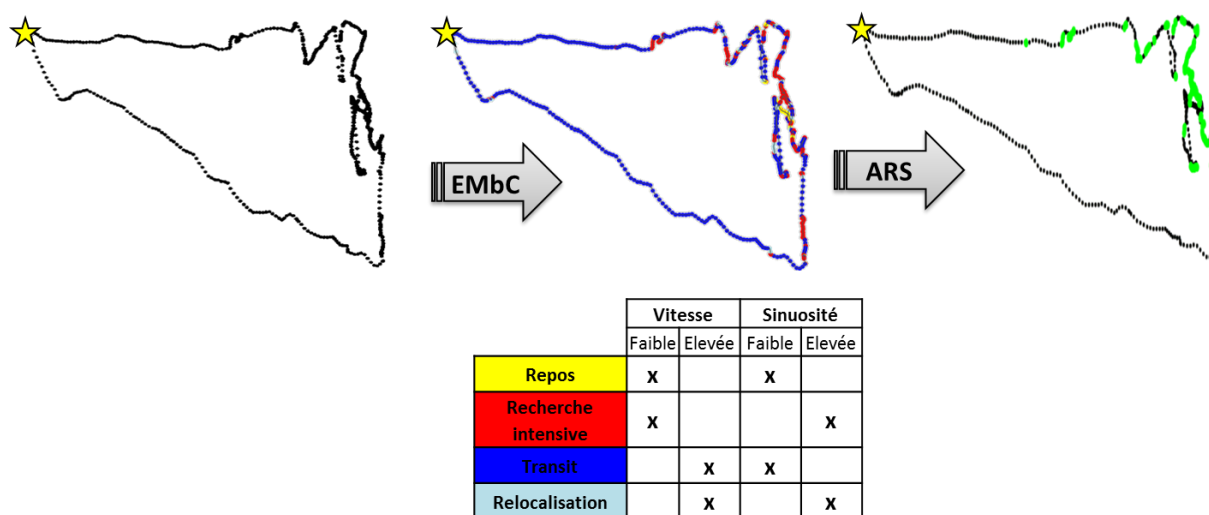 EMbC
ARS
Vitesse Sinuosité
Faible Elevée Faible Elevée
Repos x x
Recherche
intensive x x
Transit x x
Relocalisation x x